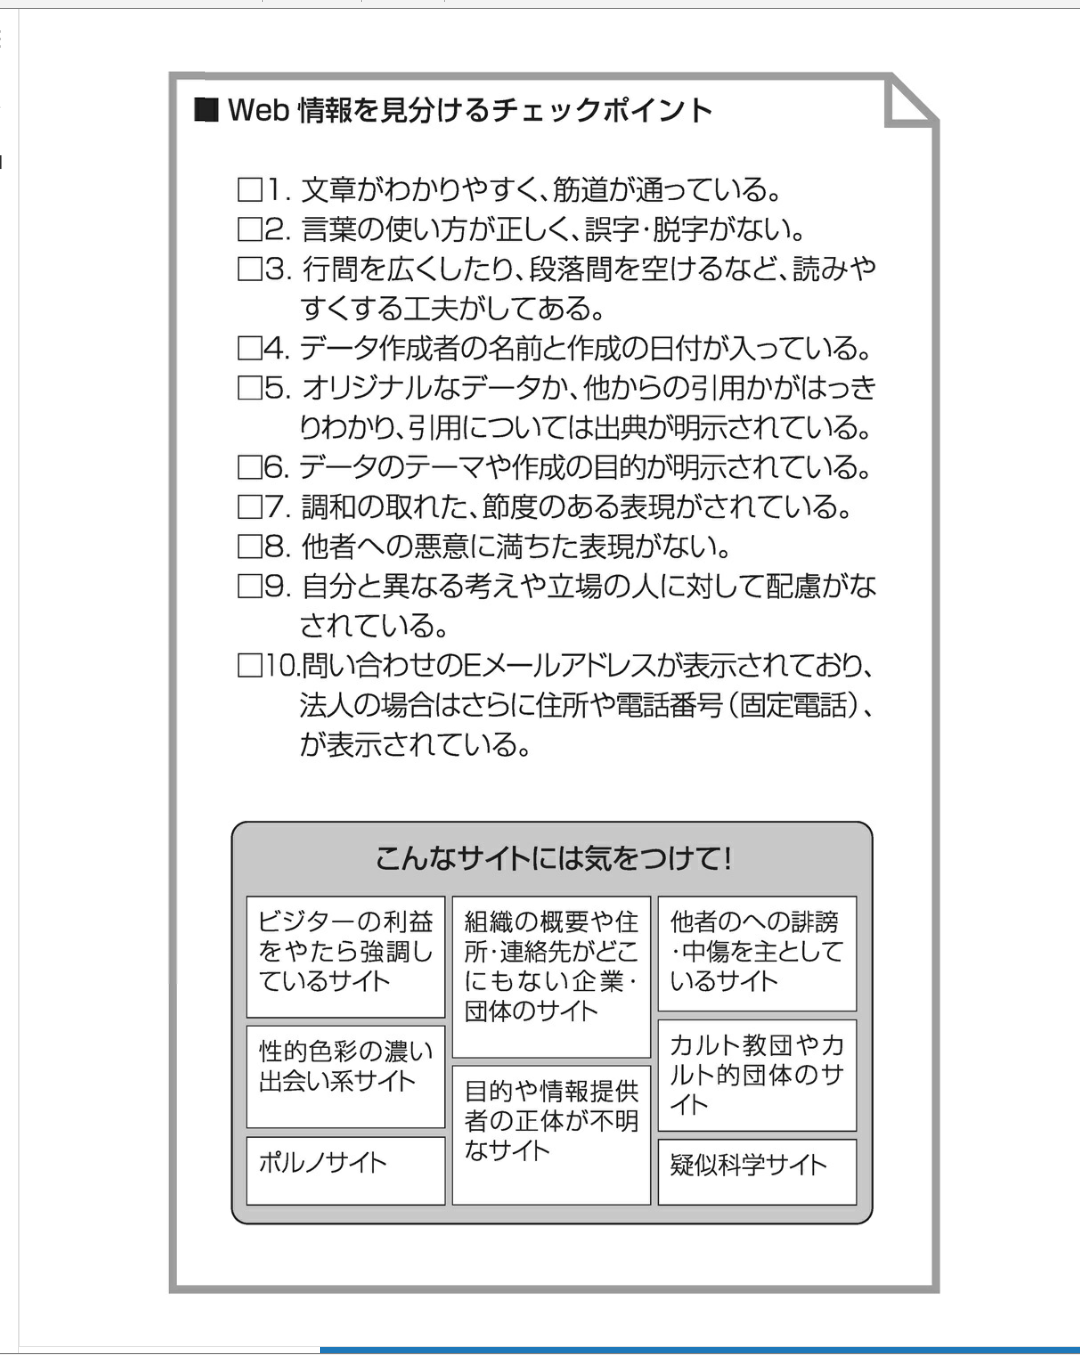 ■ Web 情報を見分けるチェックポイント
□1. 文章がわかりやすく、筋道が通っている。
□2. 言葉の使い方が正しく、誤字・脱字がない。
□3. 行間を広くしたり、段落間を空けるなど、読みや
すくする工夫がしてある。
□4. データ作成者の名前と作成の日付が入っている。
□5. オリジナルなデータか、他からの引用かがはっき
りわかり、引用については出典が明示されている。
□6. データのテーマや作成の目的が明示されている。
□7. 調和の取れた、節度のある表現がされている。
□8. 他者への悪意に満ちた表現がない。
□9. 自分と異なる考えや立場の人に対して配慮がな
されている。
□10.問い合わせのEメールアドレスが表示されており、
法人の場合はさらに住所や電話番号（固定電話）、
が表示されている。
こんなサイトには気をつけて！
ビジターの利益
をやたら強調し
ているサイト
性的色彩の濃い
出会い系サイト
ポルノサイト
組織の概要や住
所・連絡先がどこ
にもない企業・
団体のサイト
目的や情報提供
者の正体が不明
なサイト
他者のへの誹謗
・中傷を主として
いるサイト
カルト教団やカ
ルト的団体のサ
イト
疑似科学サイト